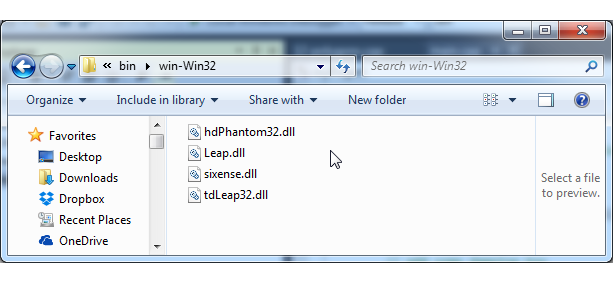 « bin win-Win32 Search win-Win32
Organize Include in library Share with New folder
Favorites
Desktop
Downloads
Dropbox
Recent Places
OneDrive
hdPhantom32.dll
Leap.dll
sixense.dll
tdLeap32.dll
Select a file
to preview.